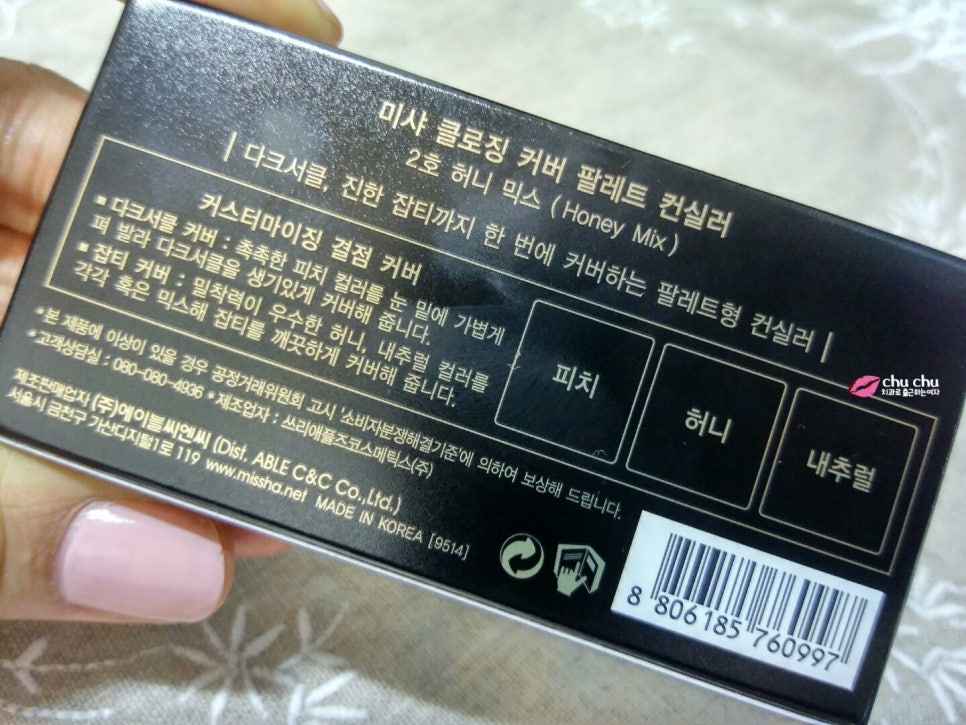 미샤 클로징 커버 팔레트 컨실러
2호 허니 믹스 (Honey Mix)
| 다크서클, 진한 잡티까지 한 번에 커버하는 팔레트형 컨실러 |
커스터마이징 결점 커버
▪ 다크서클 커버 : 촉촉한 피치 컬러를 눈 밑에 가볍게
펴 발라 다크서클을 생기있게 커버해 줍니다.
▪ 잡티 커버 : 밀착력이 우수한 허니, 내추럴 컬러를
각각 혹은 믹스해 잡티를 깨끗하게 커버해 줍니다.
피치
허니
내추럴
*본 제품에 이상이 있을 경우 공정거래위원회 고시 '소비자분쟁해결기준'에 의하여 보상해 드립니다.
*고객상담실 : 080-080-4936 *제조업자 : 쓰리애플즈코스메틱스(주)
제조판매업자 (주)에이블씨엔씨 (Dist. ABLE C&C Co.,Ltd.)
서울시 금천구 가산디지털1로 119 www.missha.net MADE IN KOREA [9514]
8 806185 760997
chu chu
치과로 출근하는여자